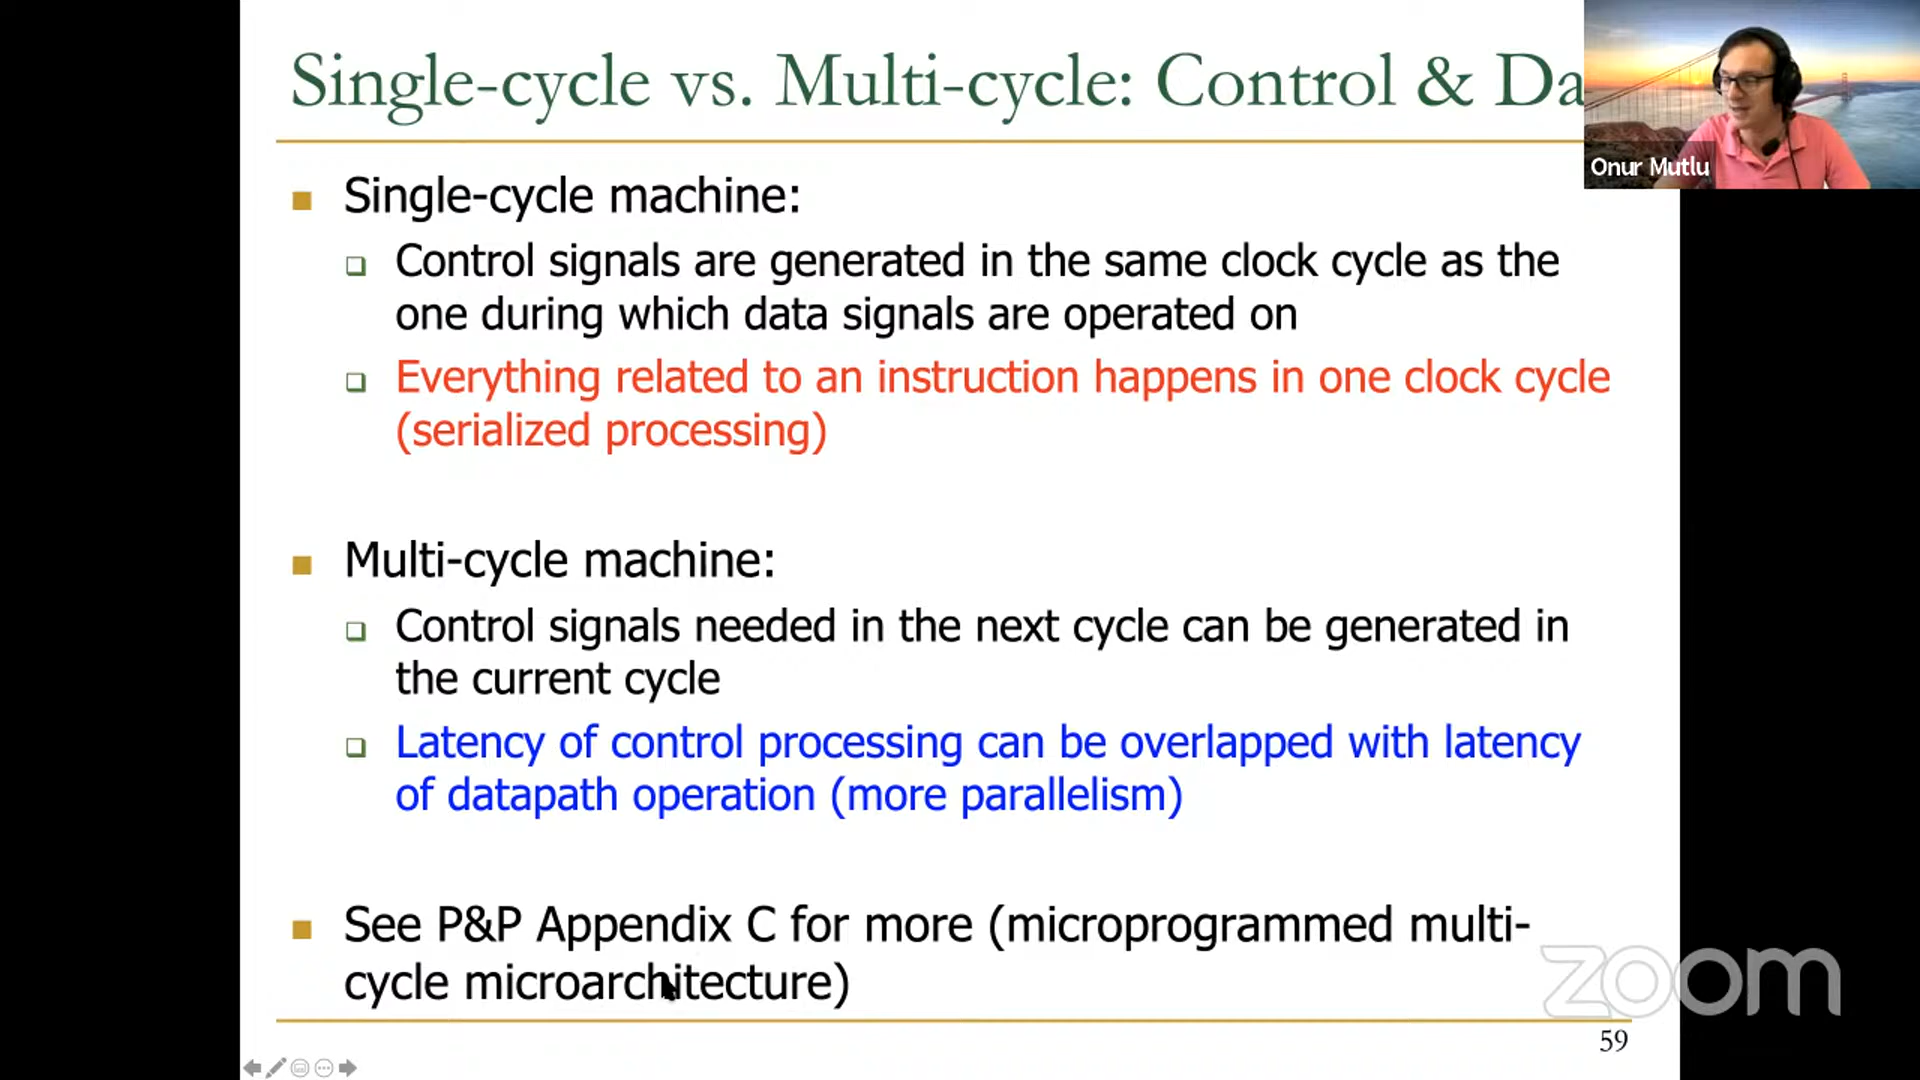 Single-cycle vs. Multi-cycle: Control & Da
Onur Mutlu
Single-cycle machine:
Control signals are generated in the same clock cycle as the
one during which data signals are operated on
Everything related to an instruction happens in one clock cycle
(serialized processing)
Multi-cycle machine:
Control signals needed in the next cycle can be generated in
the current cycle
Latency of control processing can be overlapped with latency
of datapath operation (more parallelism)
See P&P Appendix C for more (microprogrammed multi-
cycle microarchitecture)
zoom
59